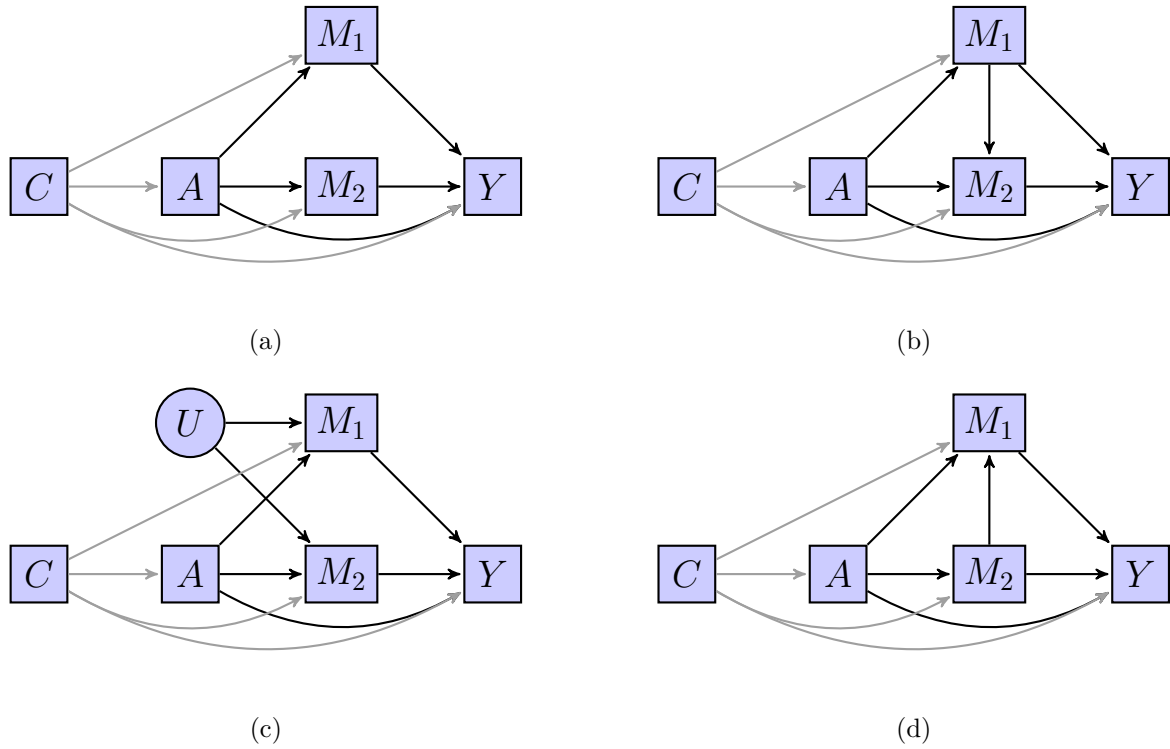 M₁ M₁
C A M₂ Y C A M₂ Y
(a) (b)
U M₁ M₁
C A M₂ Y C A M₂ Y
(c) (d)